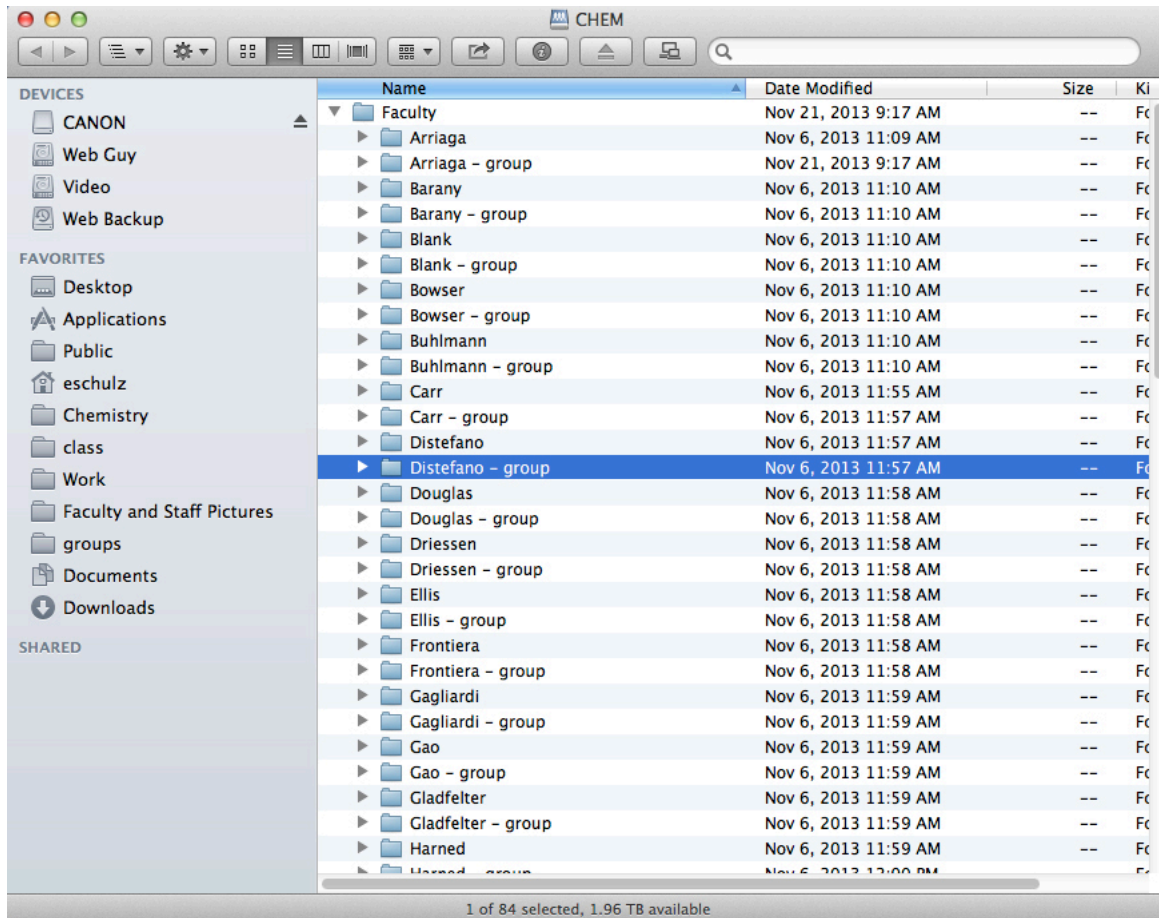 CHEM
DEVICES
CANON
Web Guy
Video
Web Backup
FAVORITES
Desktop
Applications
Public
eschulz
Chemistry
class
Work
Faculty and Staff Pictures
groups
Documents
Downloads
SHARED
Name Date Modified Size Ki
Faculty Nov 21, 2013 9:17 AM -- Fo
Arriaga Nov 6, 2013 11:09 AM -- Fo
Arriaga – group Nov 21, 2013 9:17 AM -- Fo
Barany Nov 6, 2013 11:10 AM -- Fo
Barany – group Nov 6, 2013 11:10 AM -- Fo
Blank Nov 6, 2013 11:10 AM -- Fo
Blank – group Nov 6, 2013 11:10 AM -- Fo
Bowser Nov 6, 2013 11:10 AM -- Fo
Bowser – group Nov 6, 2013 11:10 AM -- Fo
Buhlmann Nov 6, 2013 11:10 AM -- Fo
Buhlmann – group Nov 6, 2013 11:10 AM -- Fo
Carr Nov 6, 2013 11:55 AM -- Fo
Carr – group Nov 6, 2013 11:57 AM -- Fo
Distefano Nov 6, 2013 11:57 AM -- Fo
Distefano – group Nov 6, 2013 11:57 AM -- Fo
Douglas Nov 6, 2013 11:58 AM -- Fo
Douglas – group Nov 6, 2013 11:58 AM -- Fo
Driessen Nov 6, 2013 11:58 AM -- Fo
Driessen – group Nov 6, 2013 11:58 AM -- Fo
Ellis Nov 6, 2013 11:58 AM -- Fo
Ellis – group Nov 6, 2013 11:58 AM -- Fo
Frontiera Nov 6, 2013 11:58 AM -- Fo
Frontiera – group Nov 6, 2013 11:58 AM -- Fo
Gagliardi Nov 6, 2013 11:59 AM -- Fo
Gagliardi – group Nov 6, 2013 11:59 AM -- Fo
Gao Nov 6, 2013 11:59 AM -- Fo
Gao – group Nov 6, 2013 11:59 AM -- Fo
Gladfelter Nov 6, 2013 11:59 AM -- Fo
Gladfelter – group Nov 6, 2013 11:59 AM -- Fo
Harned Nov 6, 2013 11:59 AM -- Fo
Harned – group Nov 6, 2013 12:00 PM -- Fo
1 of 84 selected, 1.96 TB available